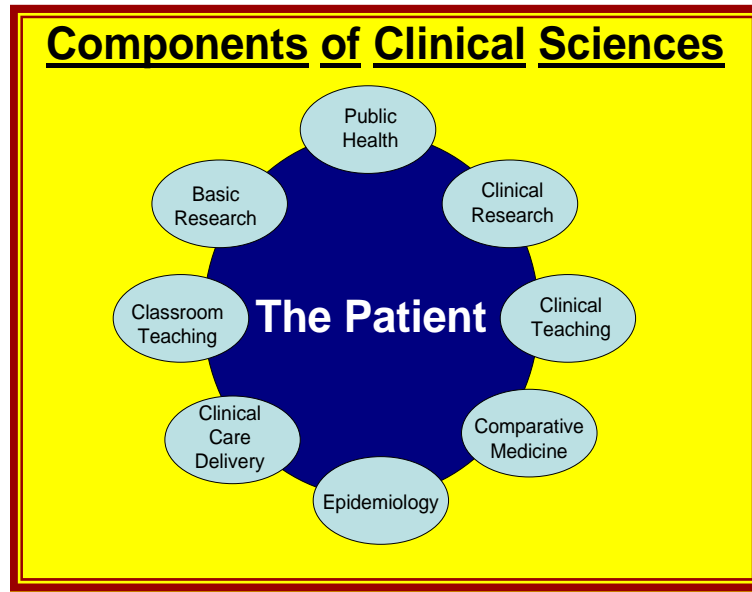 Components of Clinical Sciences
Public
Health
Basic
Research
Clinical
Research
Classroom
Teaching
The Patient
Clinical
Teaching
Clinical
Care
Delivery
Comparative
Medicine
Epidemiology